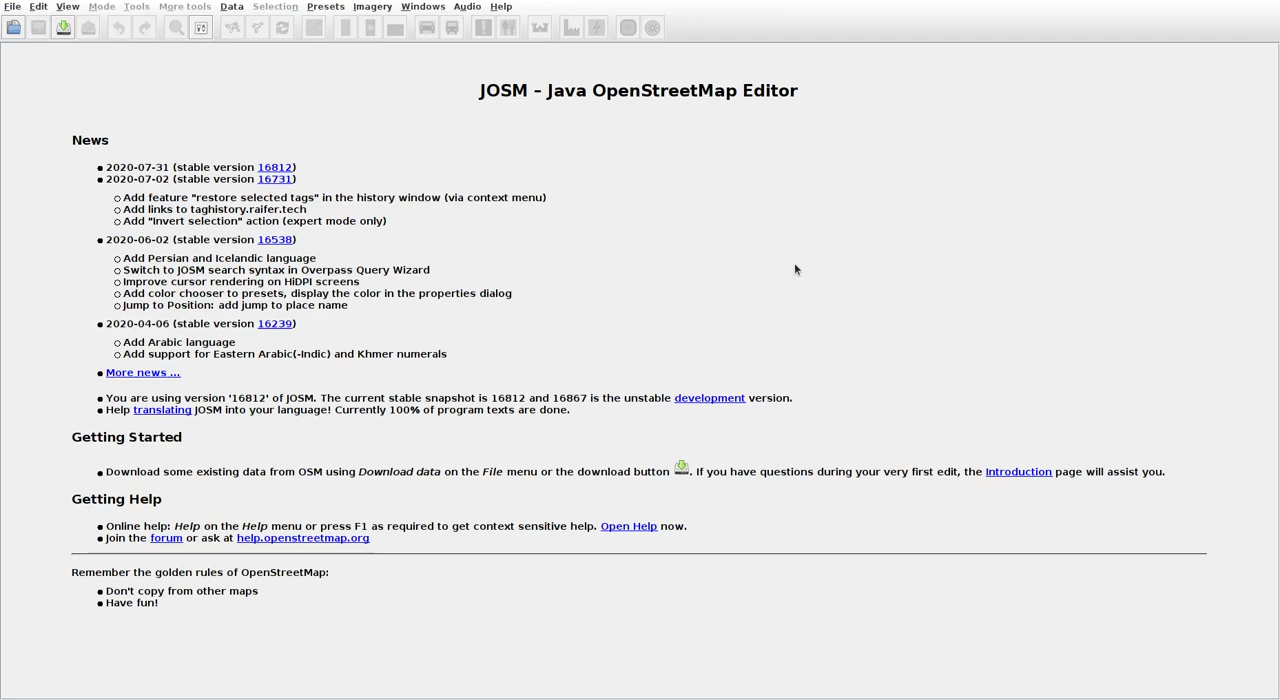 File Edit View Mode Tools More tools Data Selection Presets Imagery Windows Audio Help
JOSM – Java OpenStreetMap Editor
News
2020-07-31 (stable version 16812)
2020-07-02 (stable version 16731)
Add feature "restore selected tags" in the history window (via context menu)
Add links to taghistory.raifer.tech
Add "Invert selection" action (expert mode only)
2020-06-02 (stable version 16538)
Add Persian and Icelandic language
Switch to JOSM search syntax in Overpass Query Wizard
Improve cursor rendering on HiDPI screens
Add color chooser to presets, display the color in the properties dialog
Jump to Position: add jump to place name
2020-04-06 (stable version 16239)
Add Arabic language
Add support for Eastern Arabic(-Indic) and Khmer numerals
More news ...
You are using version '16812' of JOSM. The current stable snapshot is 16812 and 16867 is the unstable development version.
Help translating JOSM into your language! Currently 100% of program texts are done.
Getting Started
Download some existing data from OSM using Download data on the File menu or the download button . If you have questions during your very first edit, the Introduction page will assist you.
Getting Help
Online help: Help on the Help menu or press F1 as required to get context sensitive help. Open Help now.
Join the forum or ask at help.openstreetmap.org
Remember the golden rules of OpenStreetMap:
Don't copy from other maps
Have fun!